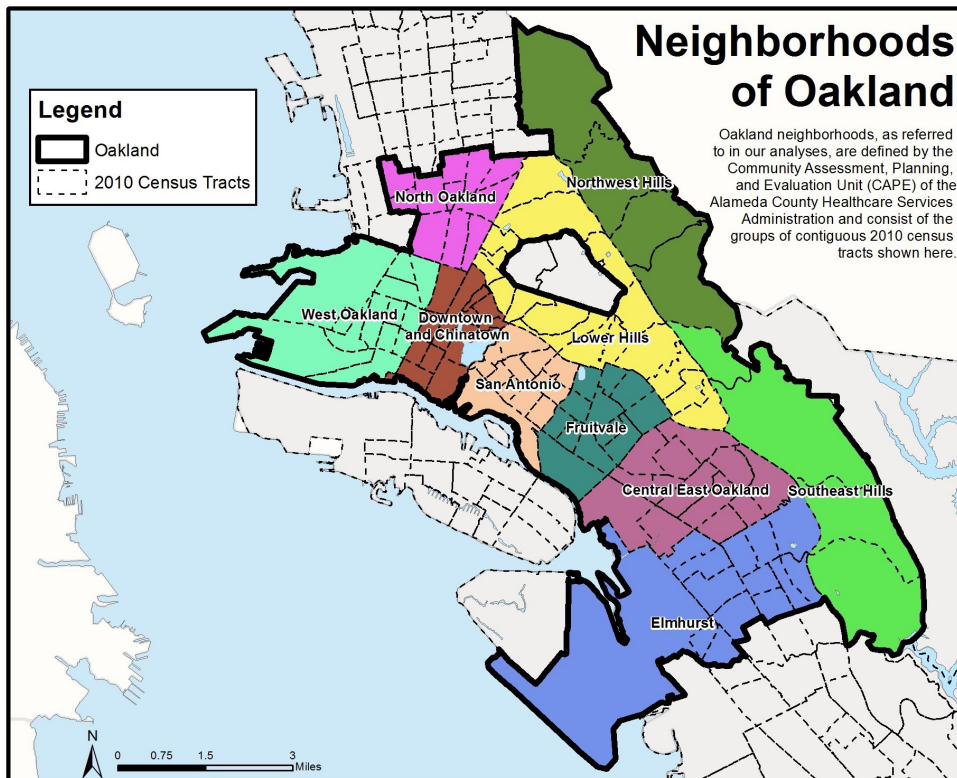 Neighborhoods
of Oakland
Oakland neighborhoods, as referred
to in our analyses, are defined by the
Community Assessment, Planning,
and Evaluation Unit (CAPE) of the
Alameda County Healthcare Services
Administration and consist of the
groups of contiguous 2010 census
tracts shown here.
Legend
Oakland
2010 Census Tracts
Northwest Hills
North Oakland
West Oakland
Downtown
and Chinatown
Lower Hills
San Antonio
Fruitvale
Central East Oakland
Southeast Hills
Elmhurst
N
0 0.75 1.5 3
Miles